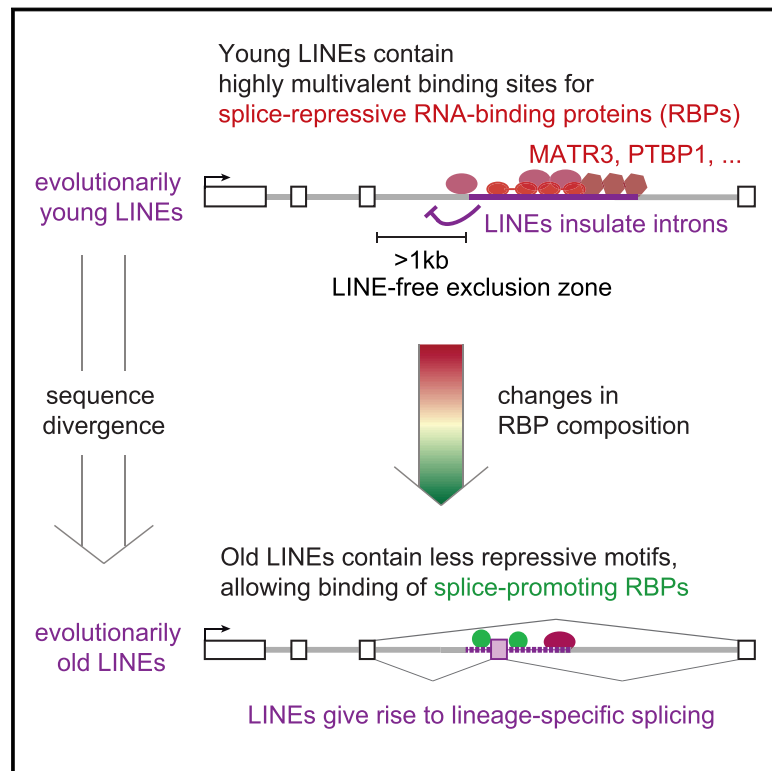 Young LINEs contain
highly multivalent binding sites for
splice-repressive RNA-binding proteins (RBPs)
MATR3, PTBP1, ...
evolutionarily
young LINEs
LINEs insulate introns
>1kb
LINE-free exclusion zone
sequence
divergence
changes in
RBP composition
Old LINEs contain less repressive motifs,
allowing binding of splice-promoting RBPs
evolutionarily
old LINEs
LINEs give rise to lineage-specific splicing